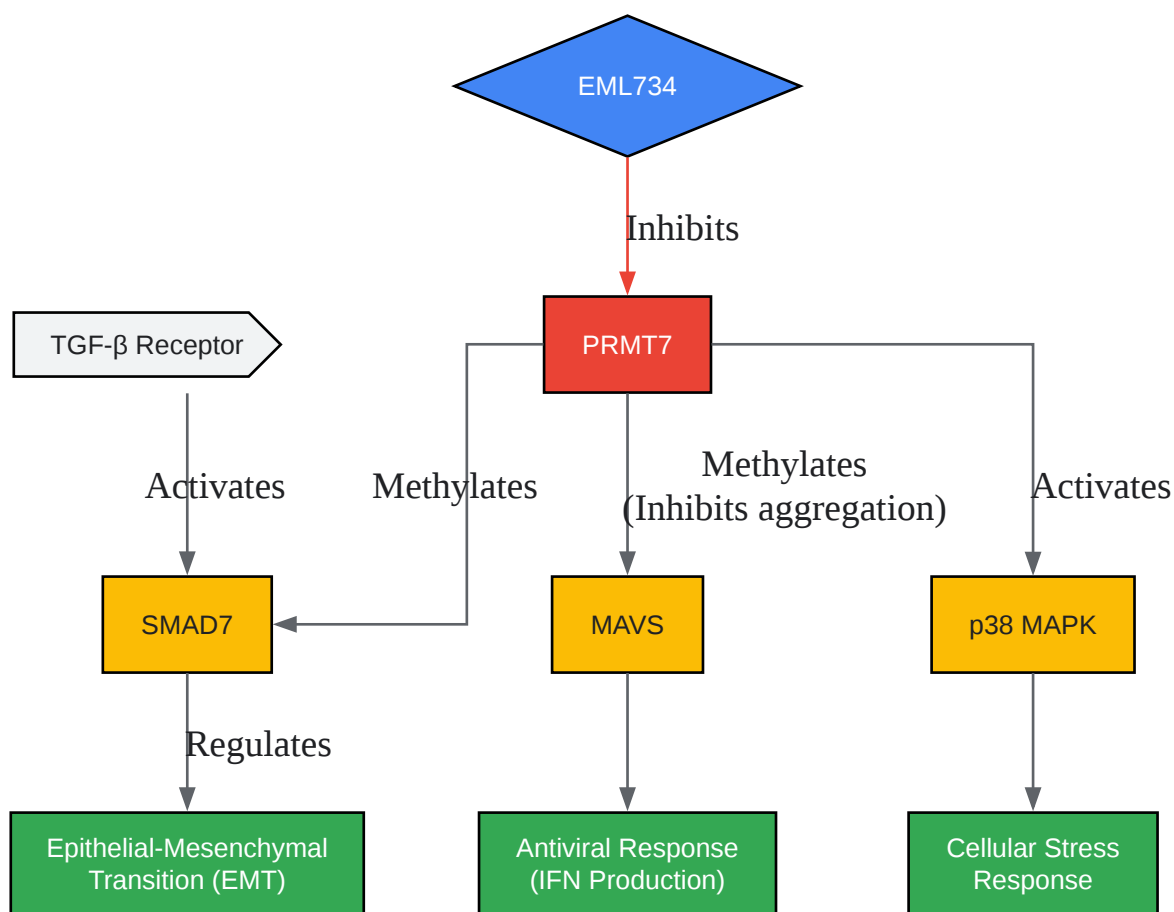 EML734
Inhibits
TGF-β Receptor
PRMT7
Activates
Methylates
Methylates
(Inhibits aggregation)
Activates
SMAD7
MAVS
p38 MAPK
Regulates
Epithelial-Mesenchymal
Transition (EMT)
Antiviral Response
(IFN Production)
Cellular Stress
Response